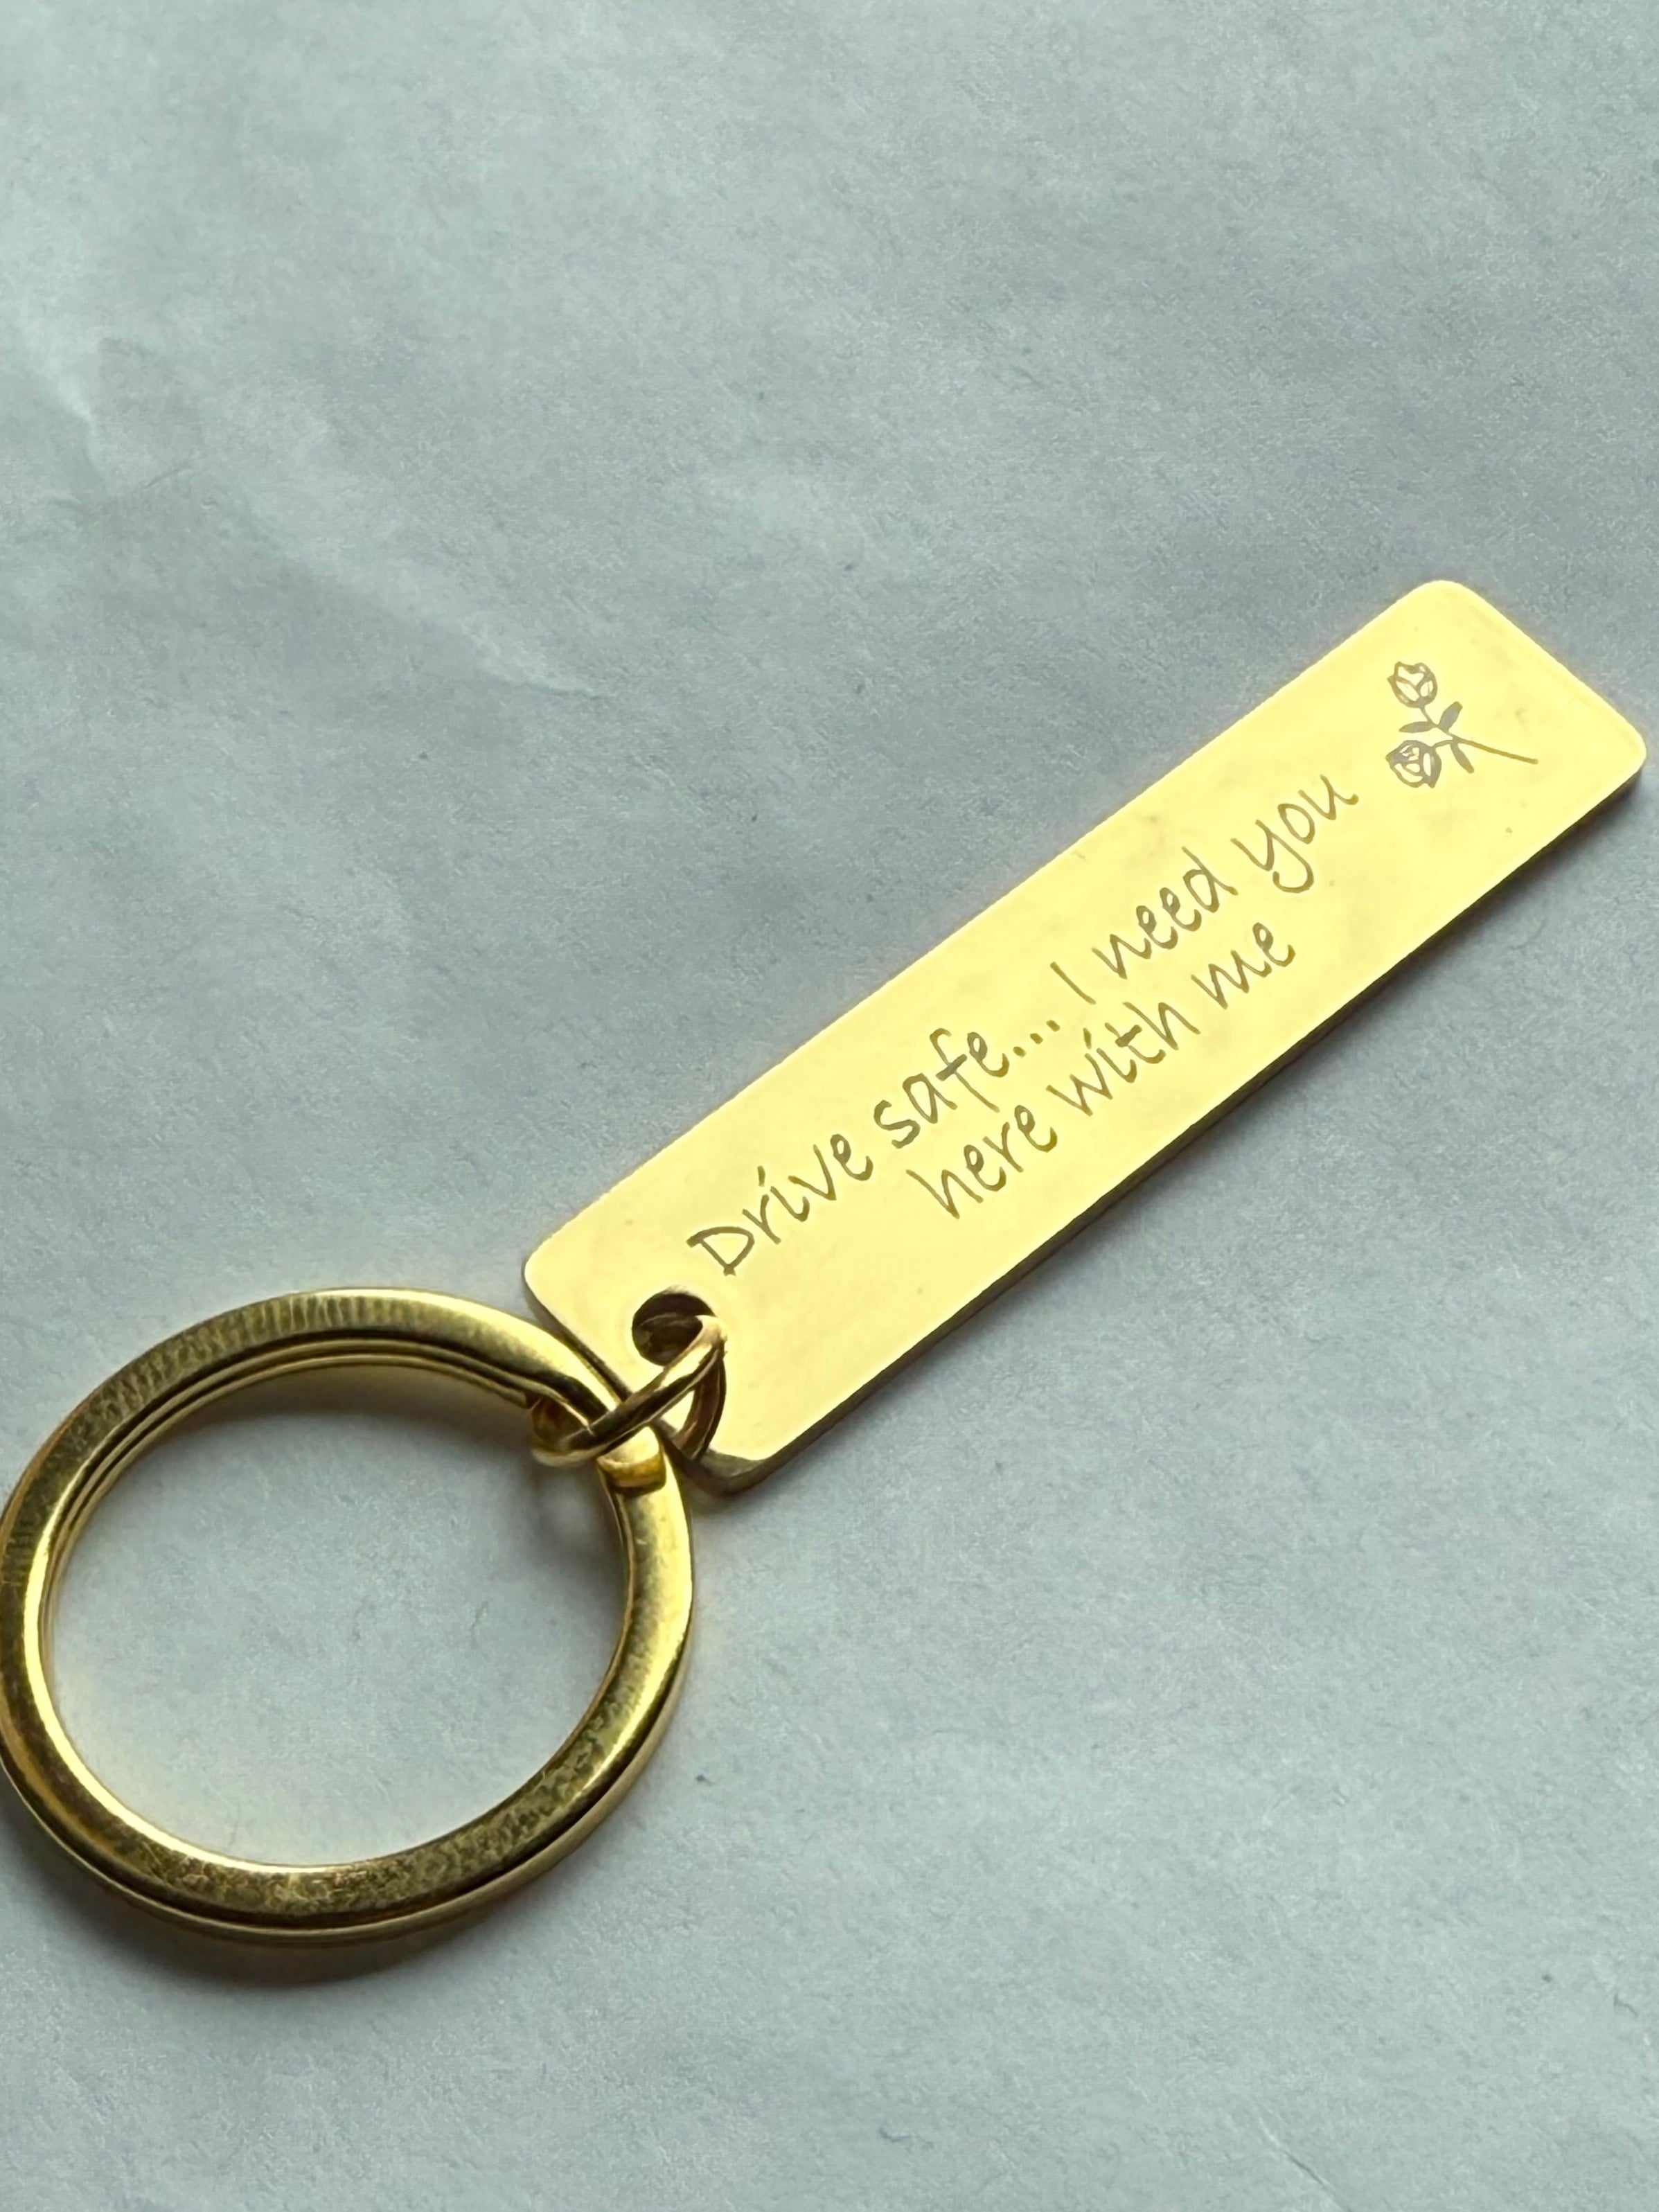 Drive safe... I need you
here with me